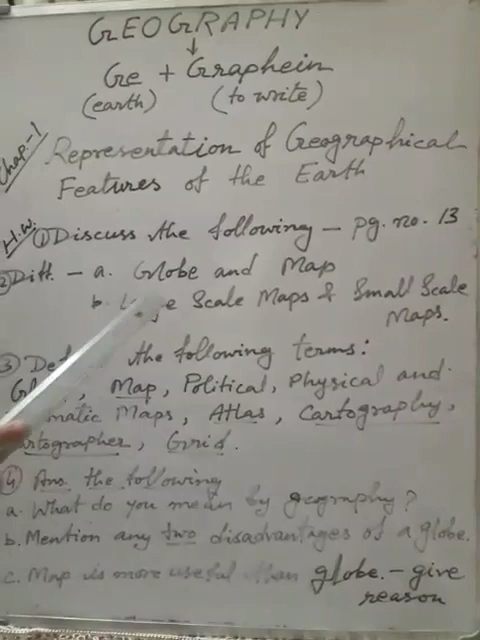 GEOGRAPHY
↓
Ge + Graphein
(earth) (to write)
Chap:-1
Representation of Geographical
Features of the Earth
H.W.
(1) Discuss the following - pg. no. 13
(2) Diff. - a. Globe and Map
b. Scale Maps & Small Scale
Maps.
(3) the following terms:
Map, Political, Physical and
Maps, Atlas, Cartography,
Grid.
(4) Ans. the following
a. What do you mean by geography?
b. Mention any two disadvantages of a globe.
c. Map is more useful than globe. - give
reason